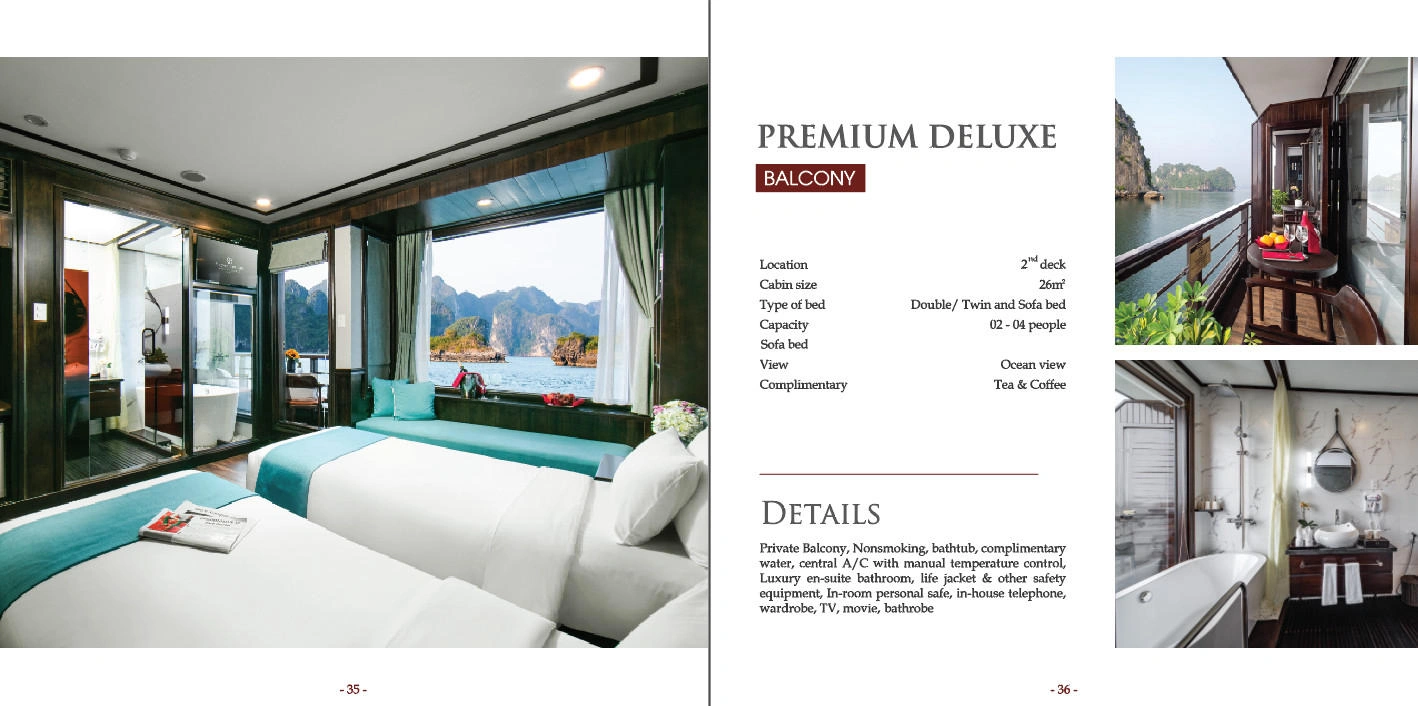 PREMIUM DELUXE
BALCONY
Location 2nd deck
Cabin size 26m²
Type of bed Double/ Twin and Sofa bed
Capacity 02 - 04 people
Sofa bed
View Ocean view
Complimentary Tea & Coffee
DETAILS
Private Balcony, Nonsmoking, bathtub, complimentary
water, central A/C with manual temperature control,
Luxury en-suite bathroom, life jacket & other safety
equipment, In-room personal safe, in-house telephone,
wardrobe, TV, movie, bathrobe
- 35 -
- 36 -